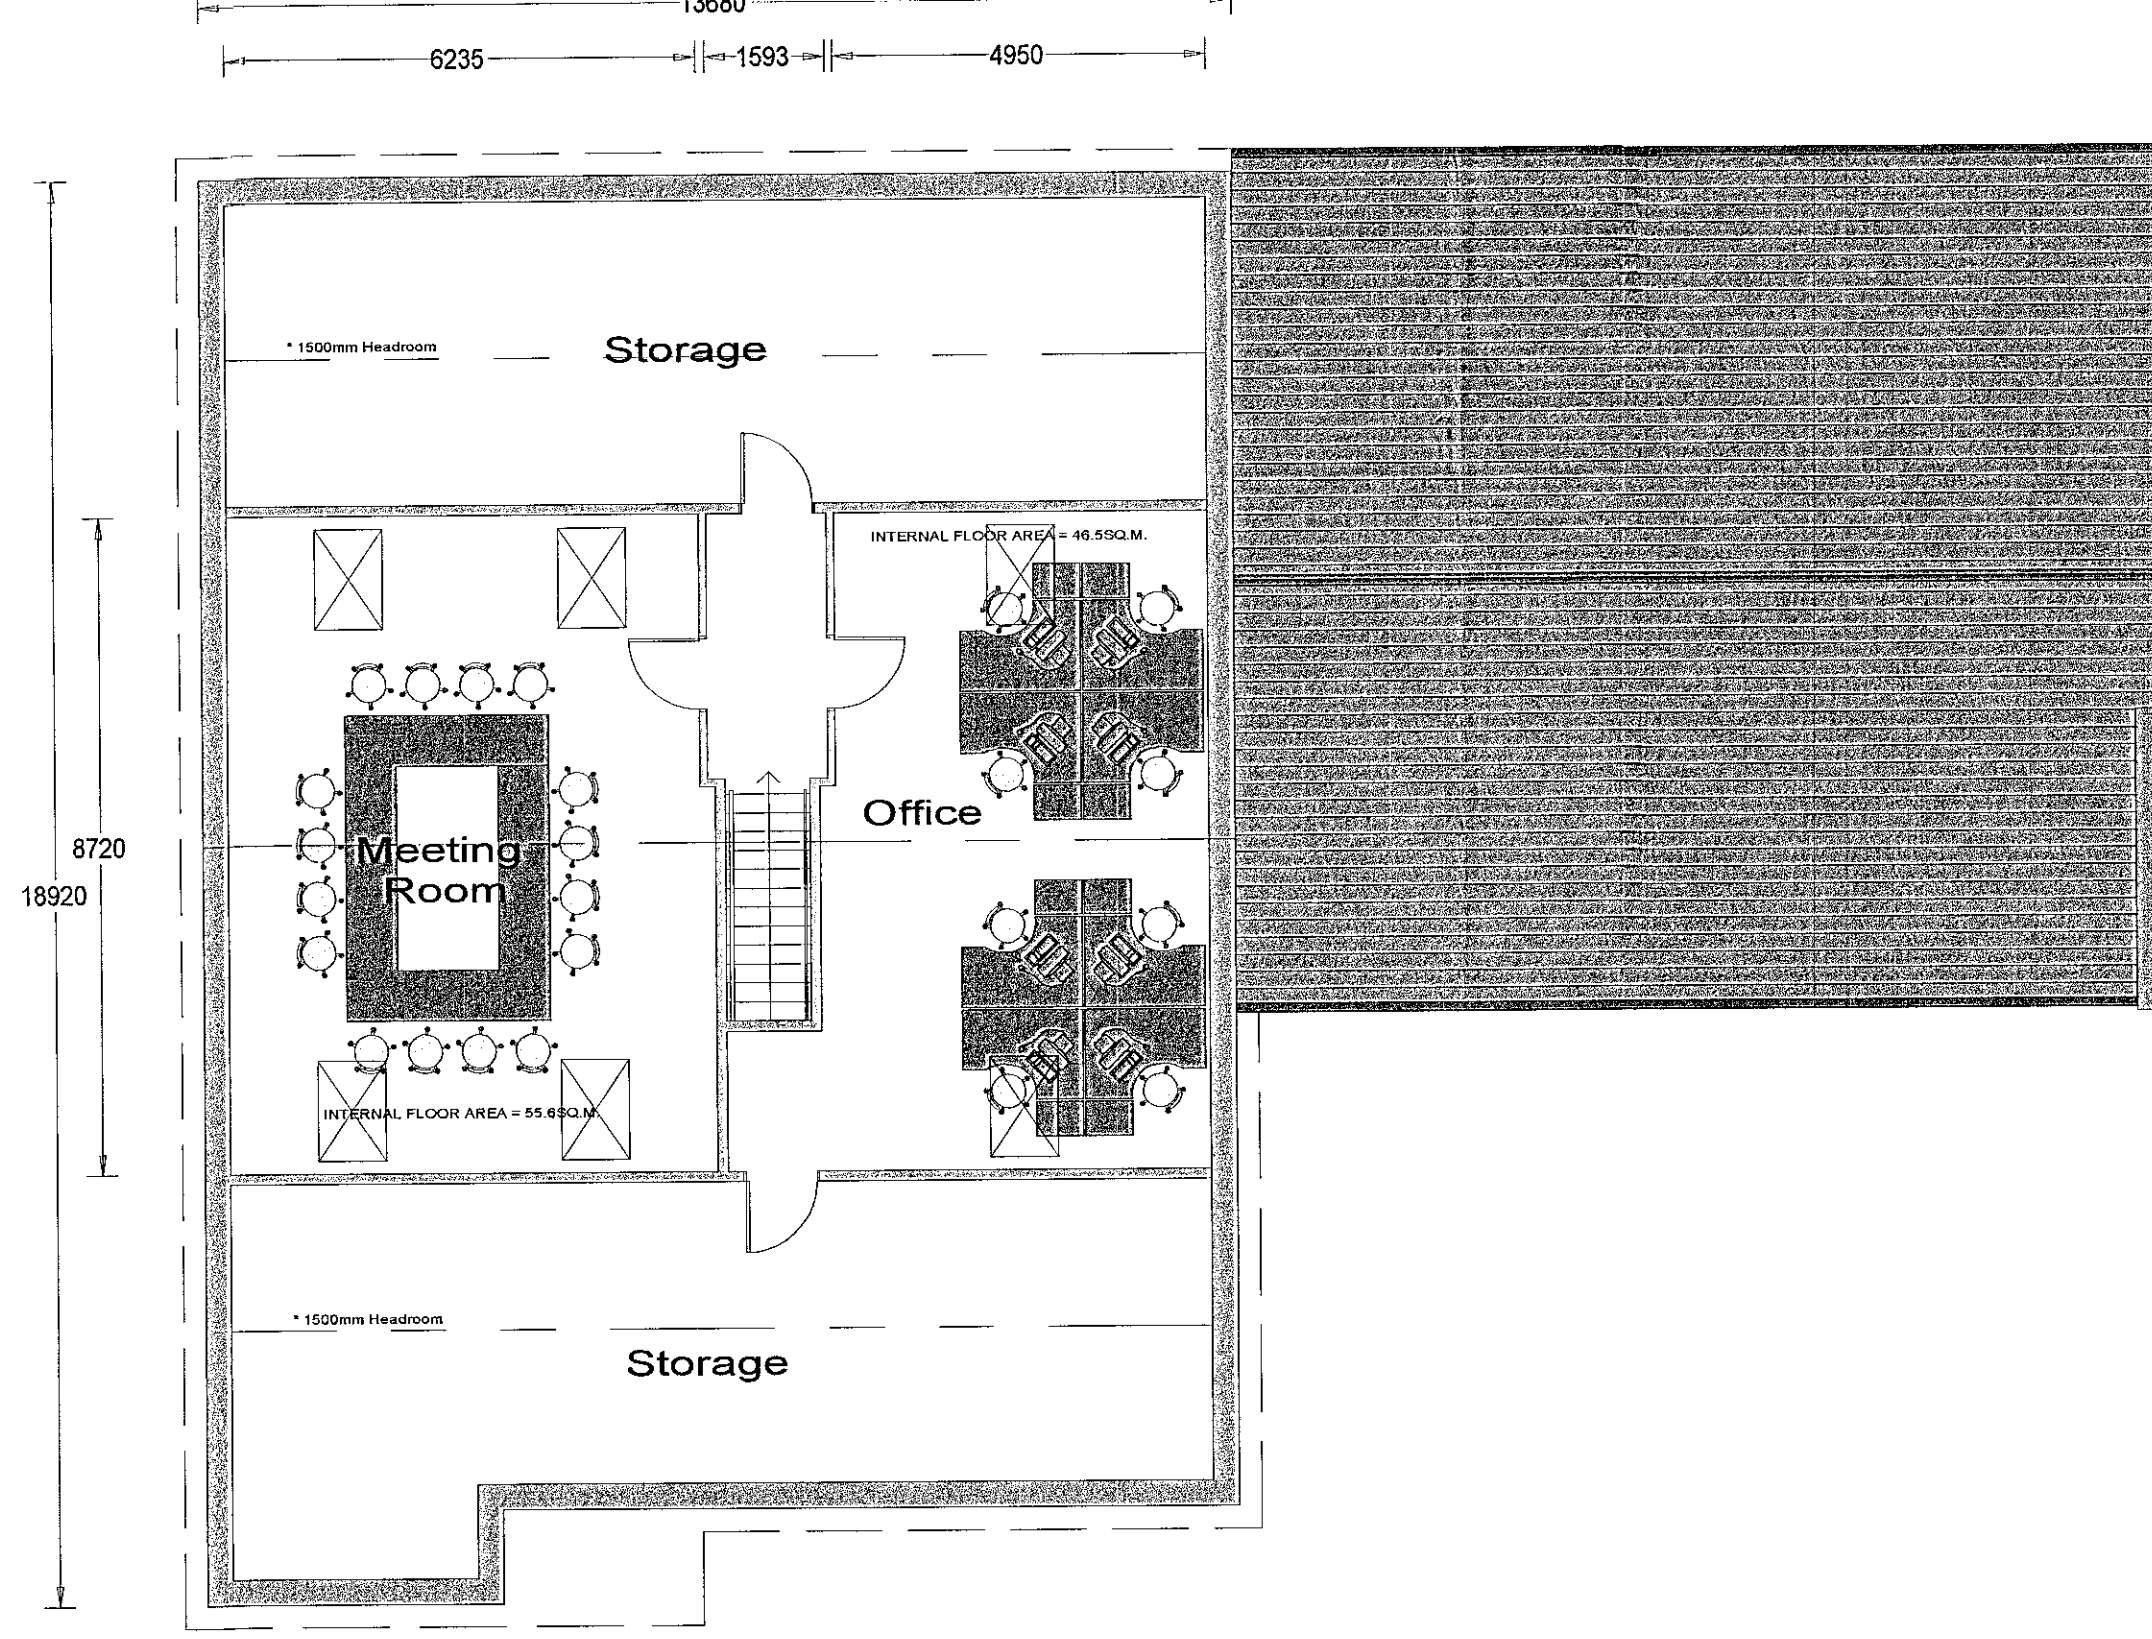 13680
6235
1593
4950
* 1500mm Headroom
Storage
INTERNAL FLOOR AREA = 46.5SQ.M.
Office
Meeting
Room
8720
18920
INTERNAL FLOOR AREA = 55.6SQ.M.
* 1500mm Headroom
Storage